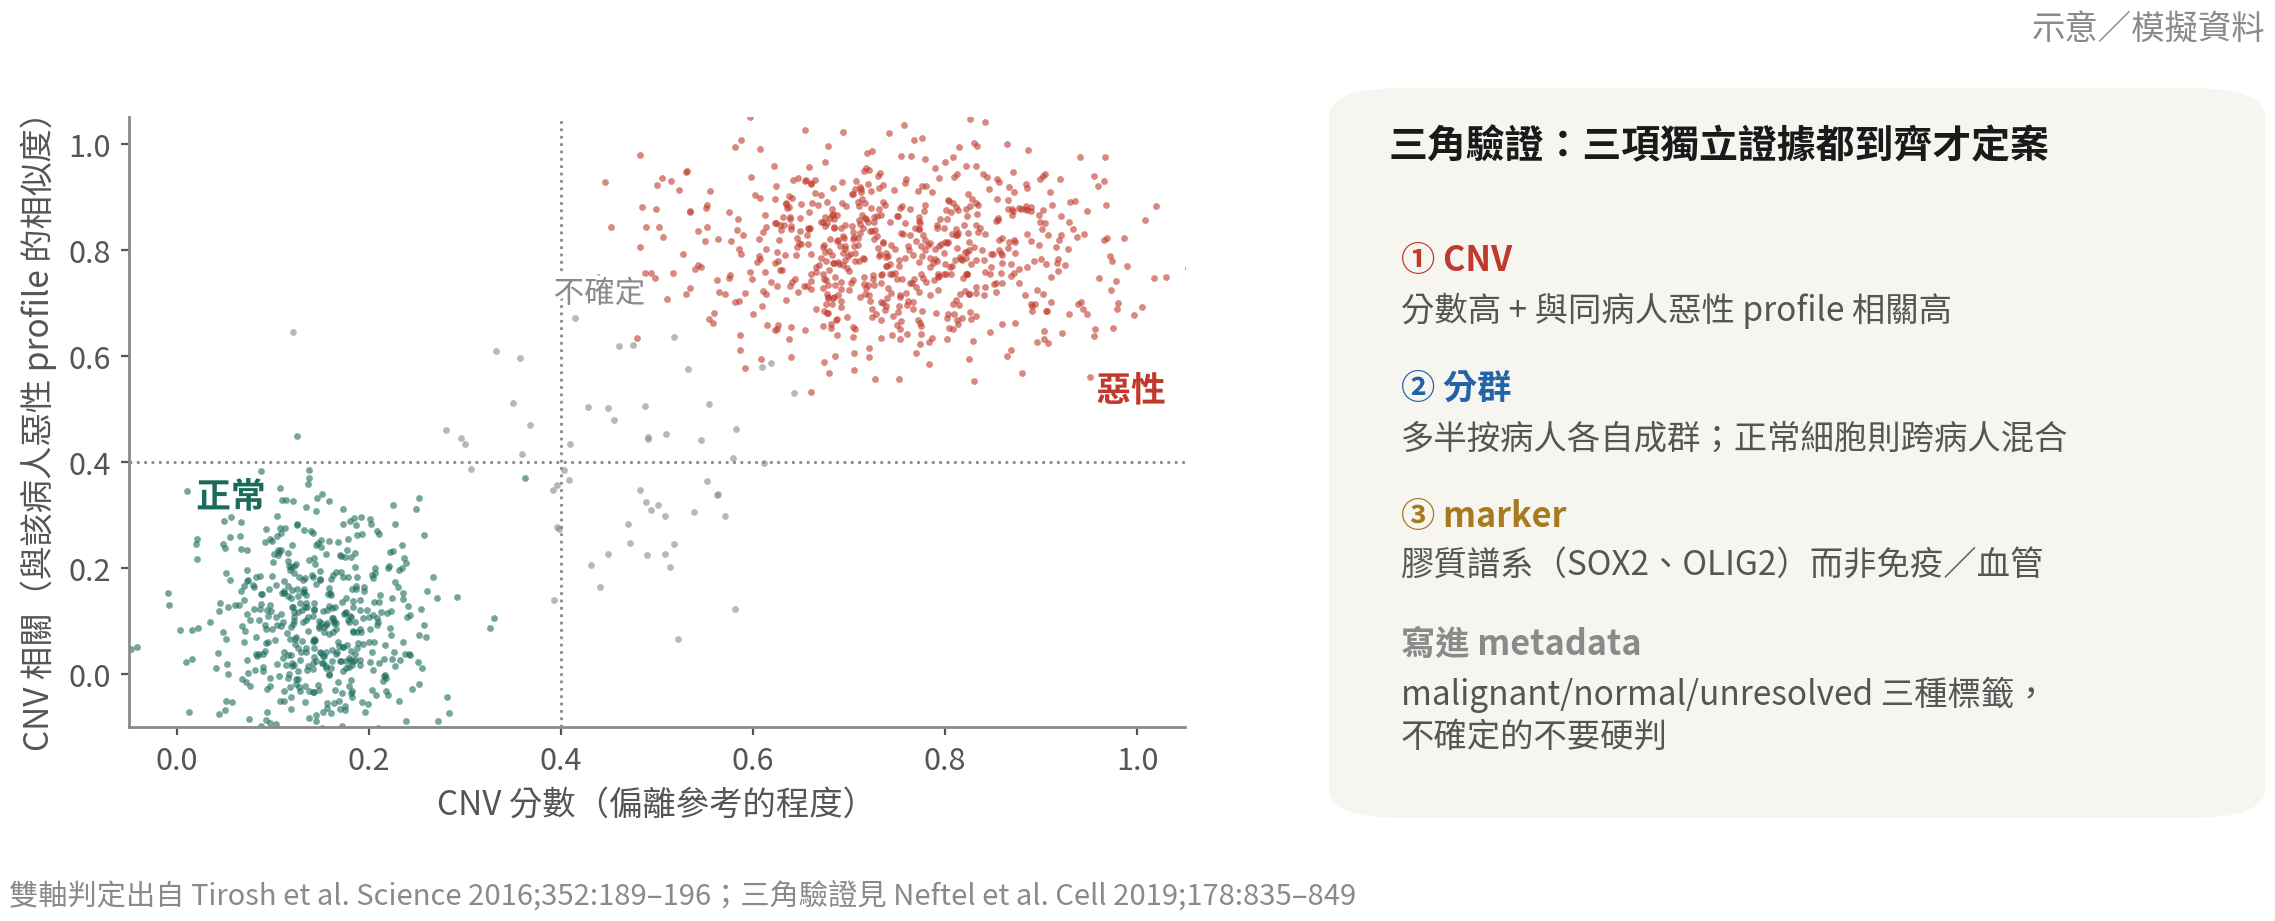 示意／模擬資料
CNV 相關（與該病人惡性 profile 的相似度）
1.0
0.8
0.6
0.4
0.2
0.0
不確定
惡性
正常
0.0
0.2
0.4
0.6
0.8
1.0
CNV 分數（偏離參考的程度）
三角驗證：三項獨立證據都到齊才定案
① CNV
分數高 + 與同病人惡性 profile 相關高
② 分群
多半按病人各自成群；正常細胞則跨病人混合
③ marker
膠質譜系（SOX2、OLIG2）而非免疫／血管
寫進 metadata
malignant/normal/unresolved 三種標籤，
不確定的不要硬判
雙軸判定出自 Tirosh et al. Science 2016;352:189–196；三角驗證見 Neftel et al. Cell 2019;178:835–849